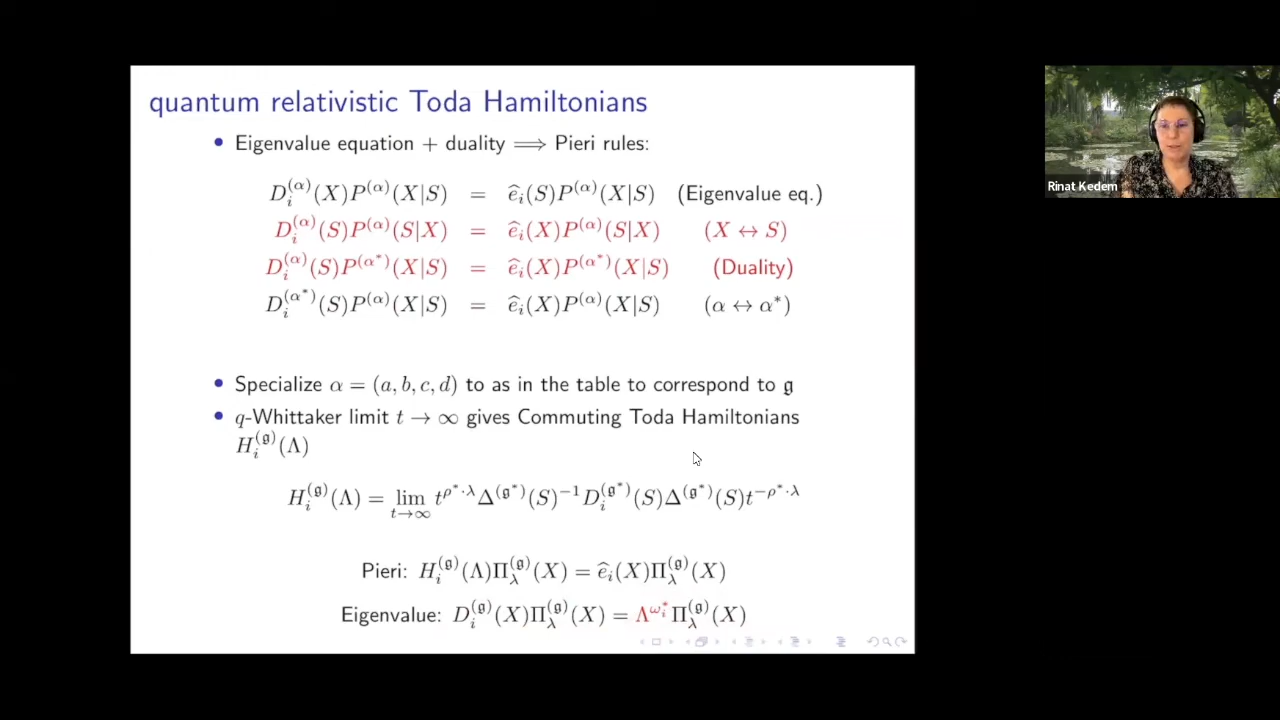 quantum relativistic Toda Hamiltonians
• Eigenvalue equation + duality ⟹ Pieri rules:
D_i^{(α)}(X)P^{(α)}(X|S) = ê_i(S)P^{(α)}(X|S) (Eigenvalue eq.)
D_i^{(α)}(S)P^{(α)}(S|X) = ê_i(X)P^{(α)}(S|X) (X ↔ S)
D_i^{(α)}(S)P^{(α*)}(X|S) = ê_i(X)P^{(α*)}(X|S) (Duality)
D_i^{(α*)}(S)P^{(α)}(X|S) = ê_i(X)P^{(α)}(X|S) (α ↔ α*)
• Specialize α = (a, b, c, d) to as in the table to correspond to 𝔤
• q-Whittaker limit t → ∞ gives Commuting Toda Hamiltonians
H_i^{(𝔤)}(Λ)
H_i^{(𝔤)}(Λ) = lim_{t→∞} t^{ρ*·λ} Δ^{(𝔤*)}(S)^{-1} D_i^{(𝔤*)}(S) Δ^{(𝔤*)}(S) t^{-ρ*·λ}
Pieri: H_i^{(𝔤)}(Λ)Π_λ^{(𝔤)}(X) = ê_i(X)Π_λ^{(𝔤)}(X)
Eigenvalue: D_i^{(𝔤)}(X)Π_λ^{(𝔤)}(X) = Λ^{ω_i*}Π_λ^{(𝔤)}(X)
Rinat Kedem